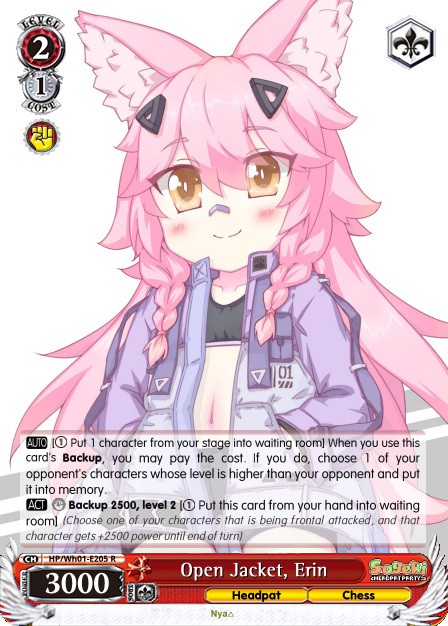 LEVEL
2
1
COST
AUTO [① Put 1 character from your stage into waiting room] When you use this
card's Backup, you may pay the cost. If you do, choose 1 of your
opponent's characters whose level is higher than your opponent and put
it into memory.
ACT Backup 2500, level 2 [① Put this card from your hand into waiting
room] (Choose one of your characters that is being frontal attacked, and that
character gets +2500 power until end of turn)
01
CH HP/Wh01-E205 R
POWER 3000 SOUL Open Jacket, Erin
Sayuki
HEADPAT PARTY
Headpat Chess
Nya△